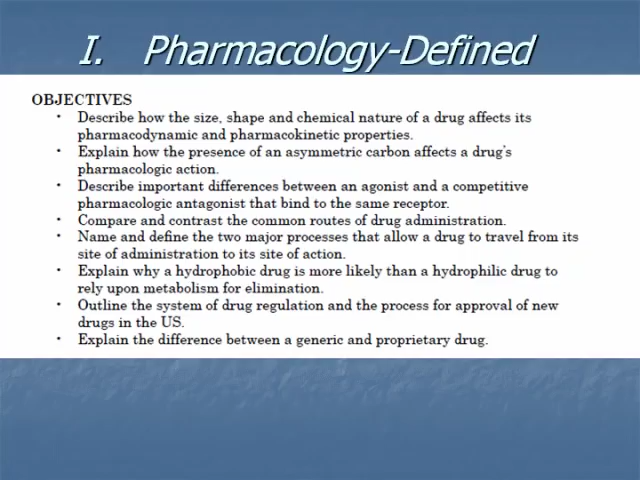 I. Pharmacology-Defined
OBJECTIVES
• Describe how the size, shape and chemical nature of a drug affects its
pharmacodynamic and pharmacokinetic properties.
• Explain how the presence of an asymmetric carbon affects a drug's
pharmacologic action.
• Describe important differences between an agonist and a competitive
pharmacologic antagonist that bind to the same receptor.
• Compare and contrast the common routes of drug administration.
• Name and define the two major processes that allow a drug to travel from its
site of administration to its site of action.
• Explain why a hydrophobic drug is more likely than a hydrophilic drug to
rely upon metabolism for elimination.
• Outline the system of drug regulation and the process for approval of new
drugs in the US.
• Explain the difference between a generic and proprietary drug.